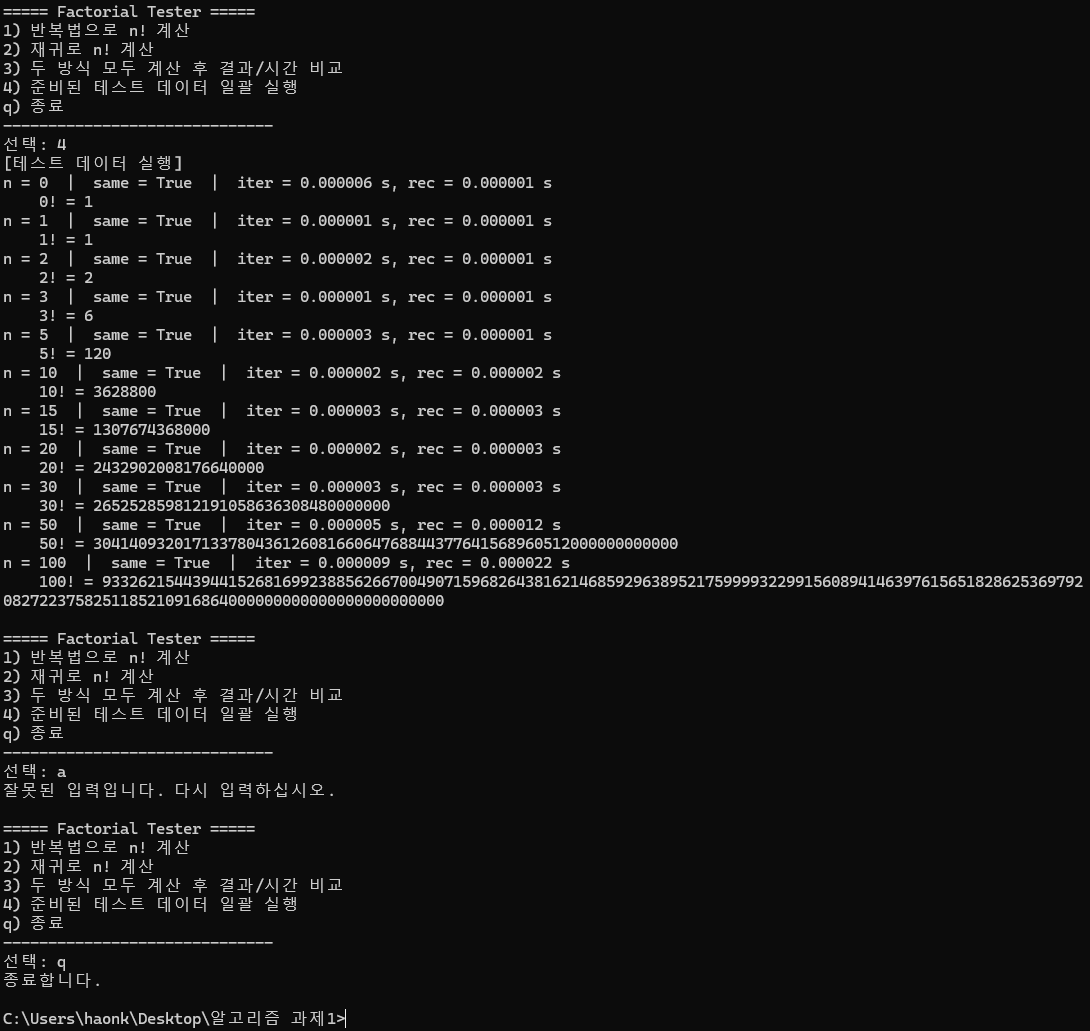 ===== Factorial Tester =====
1) 반복법으로 n! 계산
2) 재귀로 n! 계산
3) 두 방식 모두 계산 후 결과/시간 비교
4) 준비된 테스트 데이터 일괄 실행
q) 종료
------------------------------
선택: 4
[테스트 데이터 실행]
n = 0  |  same = True  |  iter = 0.000006 s, rec = 0.000001 s
    0! = 1
n = 1  |  same = True  |  iter = 0.000001 s, rec = 0.000001 s
    1! = 1
n = 2  |  same = True  |  iter = 0.000002 s, rec = 0.000001 s
    2! = 2
n = 3  |  same = True  |  iter = 0.000001 s, rec = 0.000001 s
    3! = 6
n = 5  |  same = True  |  iter = 0.000003 s, rec = 0.000001 s
    5! = 120
n = 10  |  same = True  |  iter = 0.000002 s, rec = 0.000002 s
    10! = 3628800
n = 15  |  same = True  |  iter = 0.000003 s, rec = 0.000003 s
    15! = 1307674368000
n = 20  |  same = True  |  iter = 0.000002 s, rec = 0.000003 s
    20! = 2432902008176640000
n = 30  |  same = True  |  iter = 0.000003 s, rec = 0.000003 s
    30! = 265252859812191058636308480000000
n = 50  |  same = True  |  iter = 0.000005 s, rec = 0.000012 s
    50! = 30414093201713378043612608166064768844377641568960512000000000000
n = 100  |  same = True  |  iter = 0.000009 s, rec = 0.000022 s
    100! = 93326215443944152681699238856266700490715968264381621468592963895217599993229915608941463976156518286253697920
827223758251185210916864000000000000000000000000
===== Factorial Tester =====
1) 반복법으로 n! 계산
2) 재귀로 n! 계산
3) 두 방식 모두 계산 후 결과/시간 비교
4) 준비된 테스트 데이터 일괄 실행
q) 종료
------------------------------
선택: a
잘못된 입력입니다. 다시 입력하십시오.
===== Factorial Tester =====
1) 반복법으로 n! 계산
2) 재귀로 n! 계산
3) 두 방식 모두 계산 후 결과/시간 비교
4) 준비된 테스트 데이터 일괄 실행
q) 종료
------------------------------
선택: q
종료합니다.
C:\Users\haonk\Desktop\알고리즘 과제1>